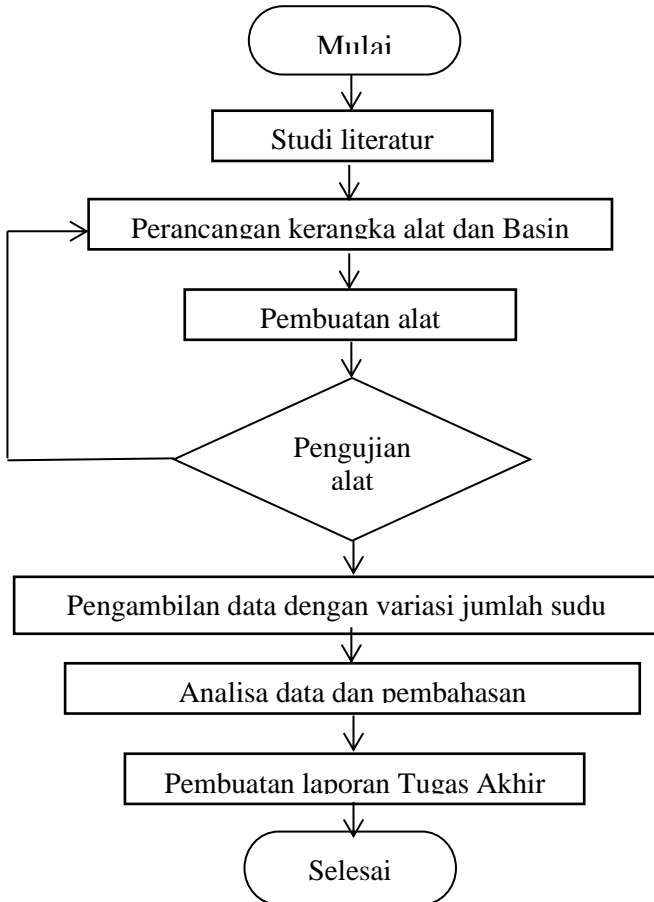 Mulai
Studi literatur
Perancangan kerangka alat dan Basin
Pembuatan alat
Pengujian
alat
Pengambilan data dengan variasi jumlah sudu
Analisa data dan pembahasan
Pembuatan laporan Tugas Akhir
Selesai